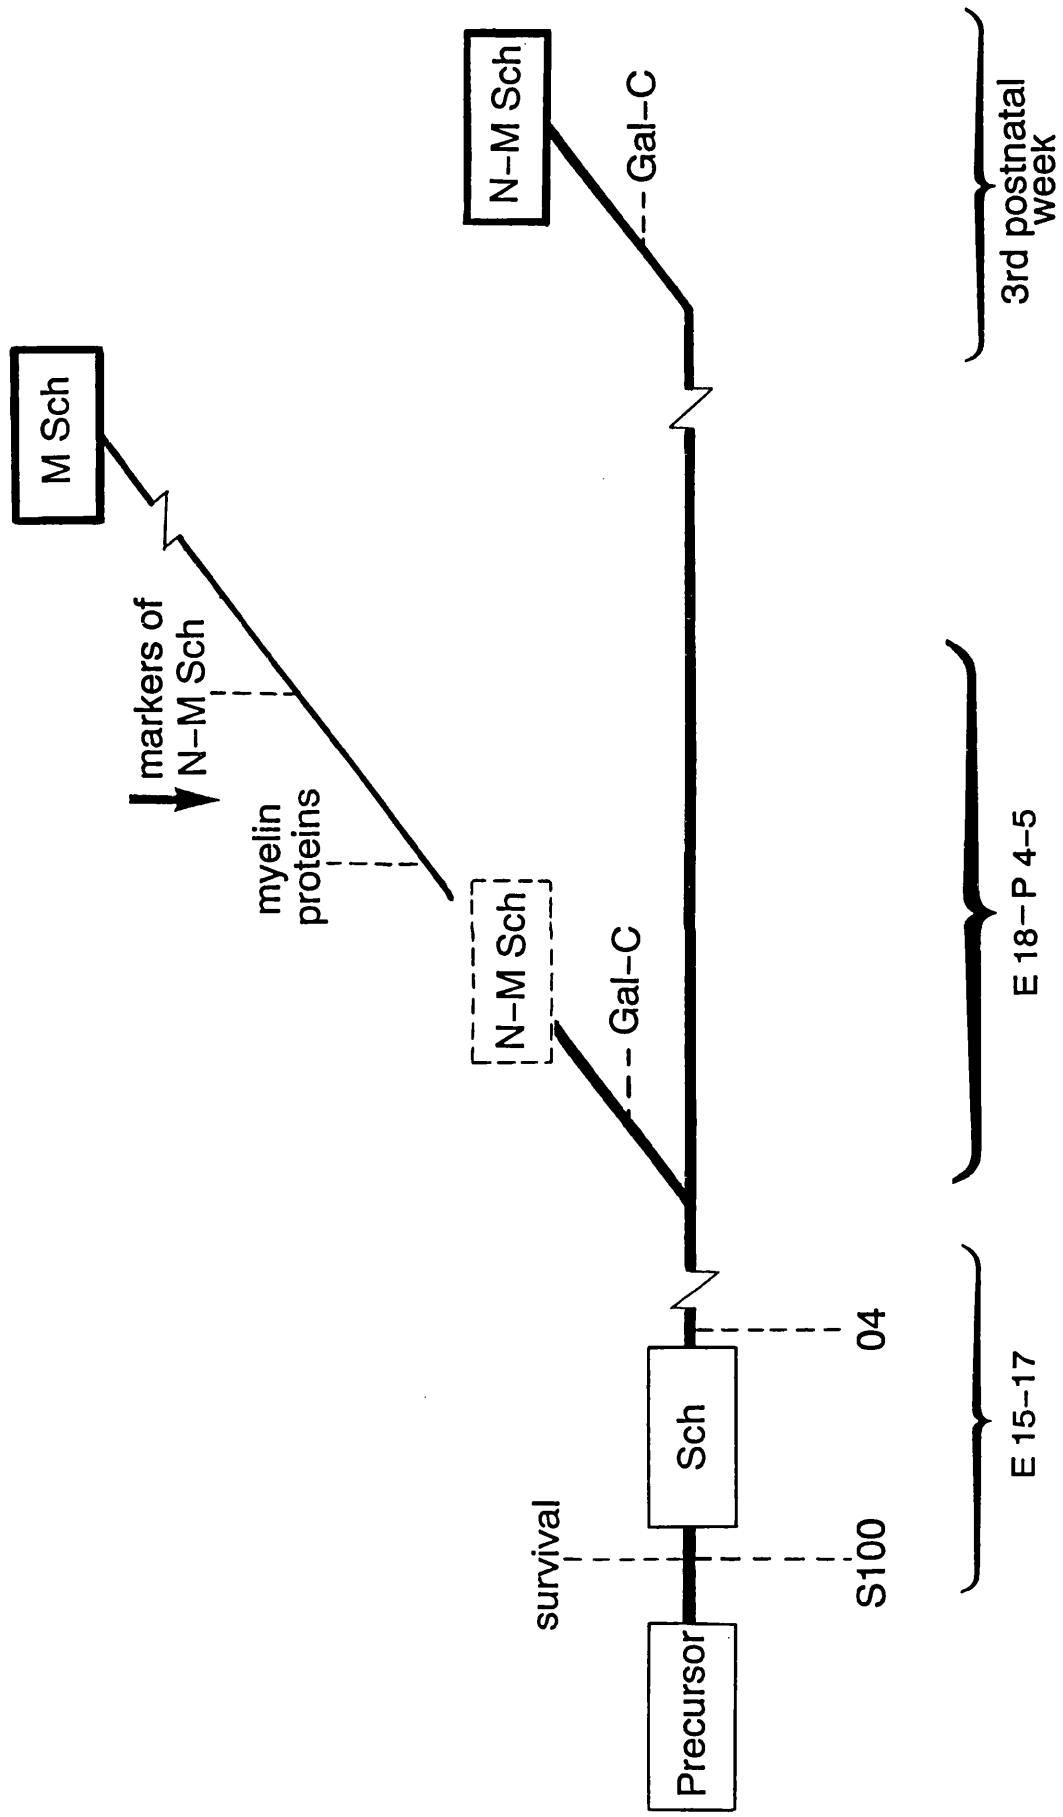 M Sch
markers of
N–M Sch
myelin
proteins
N–M Sch
N–M Sch
Gal–C
Gal–C
survival
Precursor
Sch
S100
04
E 15–17
E 18–P 4–5
3rd postnatal
week